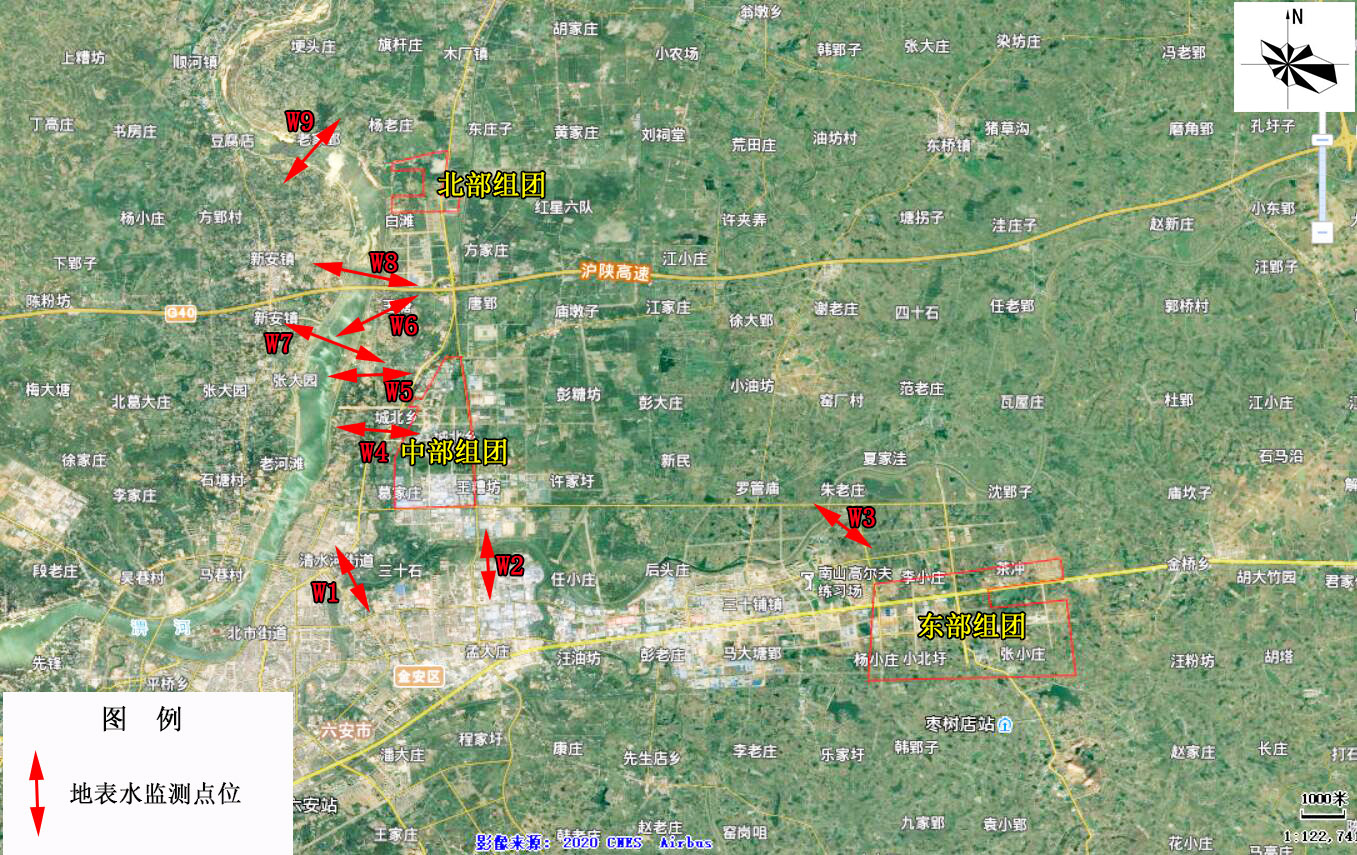 翁墩乡
N
胡家庄
埂头庄
旗杆庄
木厂镇
小农场
韩郢子
张大庄
染坊庄
冯老郢
上糟坊
顺河镇
丁高庄
书房庄
豆腐店
W9
杨老庄
东庄子
黄家庄
刘祠堂
荒田庄
油坊村
东桥镇
猪草沟
磨角郢
孔圩子
北部组团
杨小庄
方郢村
白滩
红星六队
许夹弄
塘拐子
洼庄子
赵新庄
小东郢
下郢子
新安镇
W8
方家庄
沪陕高速
江小庄
汪郢子
陈粉坊
G40
新安镇
W6
唐郢
庙墩子
江家庄
徐大郢
谢老庄
四十石
任老郢
郭桥村
W7
梅大塘
北葛大庄
张大园
张大园
W5
彭糟坊
彭大庄
小油坊
窑厂村
范老庄
瓦屋庄
杜郢
江小庄
城北乡
W4
中部组团
徐家庄
李家庄
石塘村
老河滩
葛家庄
王糟坊
许家圩
新民
罗管庙
夏家洼
朱老庄
沈郢子
石马沿
庙坎子
W3
段老庄
吴巷村
马巷村
W1
三十石
W2
任小庄
后头庄
南山高尔夫
练习场
李小庄
茶冲
金桥乡
胡大竹园
三十铺镇
东部组团
淠河
北市街道
先锋
平桥乡
金安区
孟大庄
汪油坊
彭老庄
马大塘郢
杨小庄
小北圩
张小庄
汪粉坊
胡塔
图 例
地表水监测点位
六安市
潘大庄
程家圩
康庄
先生店乡
李老庄
乐家圩
韩郢子
枣树店站
赵家庄
长庄
六安站
王家庄
影像来源: 2020 CNES Airbus
韩老庄
赵老庄
窑岗咀
九家郢
袁小郢
花小庄
马高庄
1000米